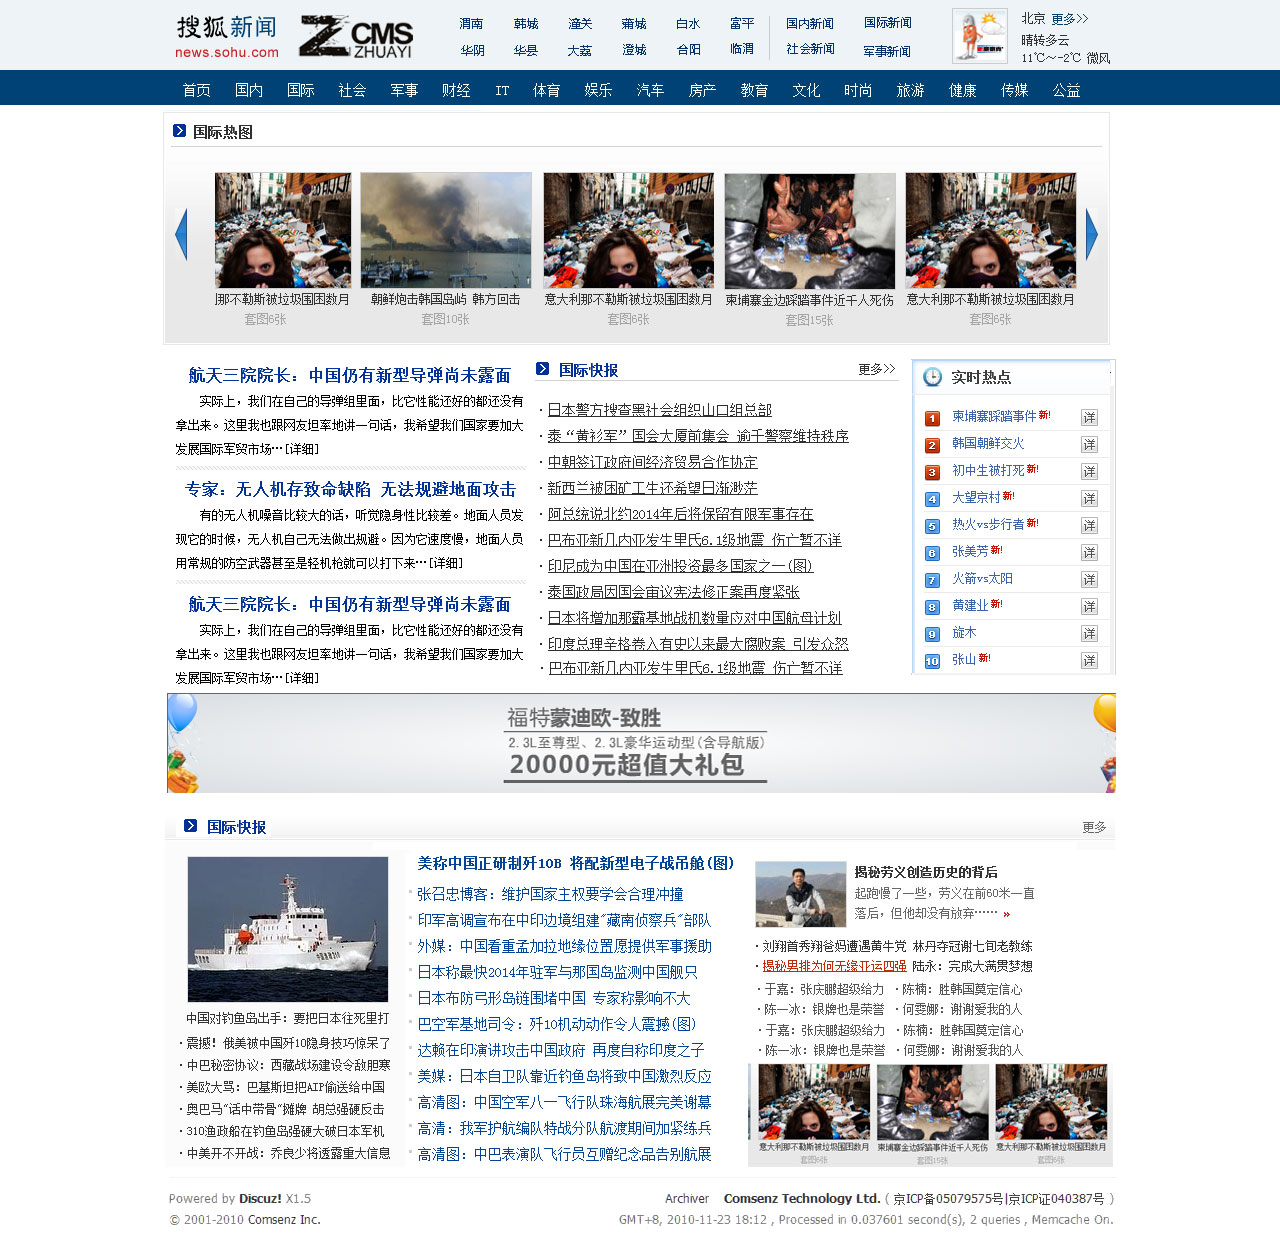 搜狐新闻
news.sohu.com
Z CMS
ZHUAYI
渭南 韩城 潼关 蒲城 白水 富平 国内新闻 国际新闻
华阴 华县 大荔 澄城 合阳 临渭 社会新闻 军事新闻
北京 更多>>
晴转多云
11℃~-2℃ 微风
首页 国内 国际 社会 军事 财经 IT 体育 娱乐 汽车 房产 教育 文化 时尚 旅游 健康 传媒 公益
国际热图
那不勒斯被垃圾围困数月 朝鲜炮击韩国岛屿 韩方回击 意大利那不勒斯被垃圾围困数月 柬埔寨金边踩踏事件近千人死伤 意大利那不勒斯被垃圾围困数月
套图6张 套图10张 套图6张 套图15张 套图6张
航天三院院长：中国仍有新型导弹尚未露面
实际上，我们在自己的导弹组里面，比它性能还好的都还没有
拿出来。这里我也跟网友坦率地讲一句话，我希望我们国家要加大
发展国际军贸市场…[详细]
专家：无人机存致命缺陷 无法规避地面攻击
有的无人机噪音比较大的话，听觉隐身性比较差。地面人员发
现它的时候，无人机自己无法做出规避。因为它速度慢，地面人员
用常规的防空武器甚至是轻机枪就可以打下来…[详细]
航天三院院长：中国仍有新型导弹尚未露面
实际上，我们在自己的导弹组里面，比它性能还好的都还没有
拿出来。这里我也跟网友坦率地讲一句话，我希望我们国家要加大
发展国际军贸市场…[详细]
国际快报 更多>>
·日本警方搜查黑社会组织山口组总部
·泰“黄衫军”国会大厦前集会 逾千警察维持秩序
·中朝签订政府间经济贸易合作协定
·新西兰被困矿工生还希望日渐渺茫
·阿总统说北约2014年后将保留有限军事存在
·巴布亚新几内亚发生里氏6.1级地震 伤亡暂不详
·印尼成为中国在亚洲投资最多国家之一(图)
·泰国政局因国会审议宪法修正案再度紧张
·日本将增加那霸基地战机数量应对中国航母计划
·印度总理辛格卷入有史以来最大腐败案 引发众怒
·巴布亚新几内亚发生里氏6.1级地震 伤亡暂不详
实时热点
1 柬埔寨踩踏事件 新! 详
2 韩国朝鲜交火 详
3 初中生被打死 新! 详
4 大望京村 新! 详
5 热火vs步行者 新! 详
6 张美芳 新! 详
7 火箭vs太阳 详
8 黄建业 新! 详
9 旋木 详
10 张山 新! 详
福特蒙迪欧-致胜
2.3L至尊型、2.3L豪华运动型(含导航版)
20000元超值大礼包
国际快报 更多
中国对钓鱼岛出手：要把日本往死里打
·震撼！俄美被中国歼10隐身技巧惊呆了
·中巴秘密协议：西藏战场建设令敌胆寒
·美欧大骂：巴基斯坦把AIP偷送给中国
·奥巴马"话中带骨"摊牌 胡总强硬反击
·310渔政船在钓鱼岛强硬大破日本军机
·中美开不开战：乔良少将透露重大信息
美称中国正研制歼10B 将配新型电子战吊舱(图)
张召忠博客：维护国家主权要学会合理冲撞
印军高调宣布在中印边境组建"藏南侦察兵"部队
外媒：中国看重孟加拉地缘位置愿提供军事援助
日本称最快2014年驻军与那国岛监测中国舰只
日本布防弓形岛链围堵中国 专家称影响不大
巴空军基地司令：歼10机动动作令人震撼(图)
达赖在印演讲攻击中国政府 再度自称印度之子
美媒：日本自卫队靠近钓鱼岛将致中国激烈反应
高清图：中国空军八一飞行队珠海航展完美谢幕
高清：我军护航编队特战分队航渡期间加紧练兵
高清图：中巴表演队飞行员互赠纪念品告别航展
揭秘劳义创造历史的背后
起跑慢了一些，劳义在前60米一直
落后，但他却没有放弃…… »
·刘翔首秀翔爸妈遭遇黄牛党 林丹夺冠谢七旬老教练
·揭秘男排为何无缘亚运四强 陆永：完成大满贯梦想
·于嘉：张庆鹏超级给力 ·陈楠：胜韩国奠定信心
·陈一冰：银牌也是荣誉 ·何雯娜：谢谢爱我的人
·于嘉：张庆鹏超级给力 ·陈楠：胜韩国奠定信心
·陈一冰：银牌也是荣誉 ·何雯娜：谢谢爱我的人
意大利那不勒斯被垃圾围困数月 柬埔寨金边踩踏事件近千人死伤 意大利那不勒斯被垃圾围困数月
套图6张 套图15张 套图6张
Powered by Discuz! X1.5
© 2001-2010 Comsenz Inc.
Archiver Comsenz Technology Ltd. ( 京ICP备05079575号|京ICP证040387号 )
GMT+8, 2010-11-23 18:12 , Processed in 0.037601 second(s), 2 queries , Memcache On.